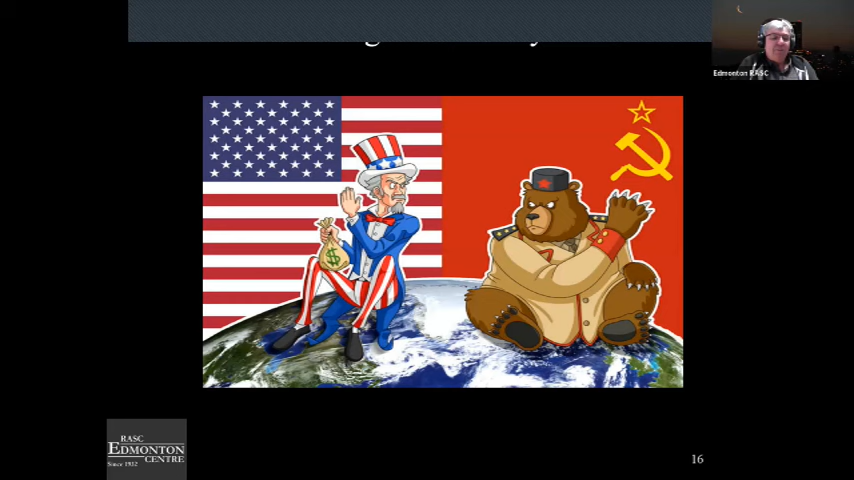 Edmonton RASC
$
RASC
EDMONTON
CENTRE
Since 1932
16